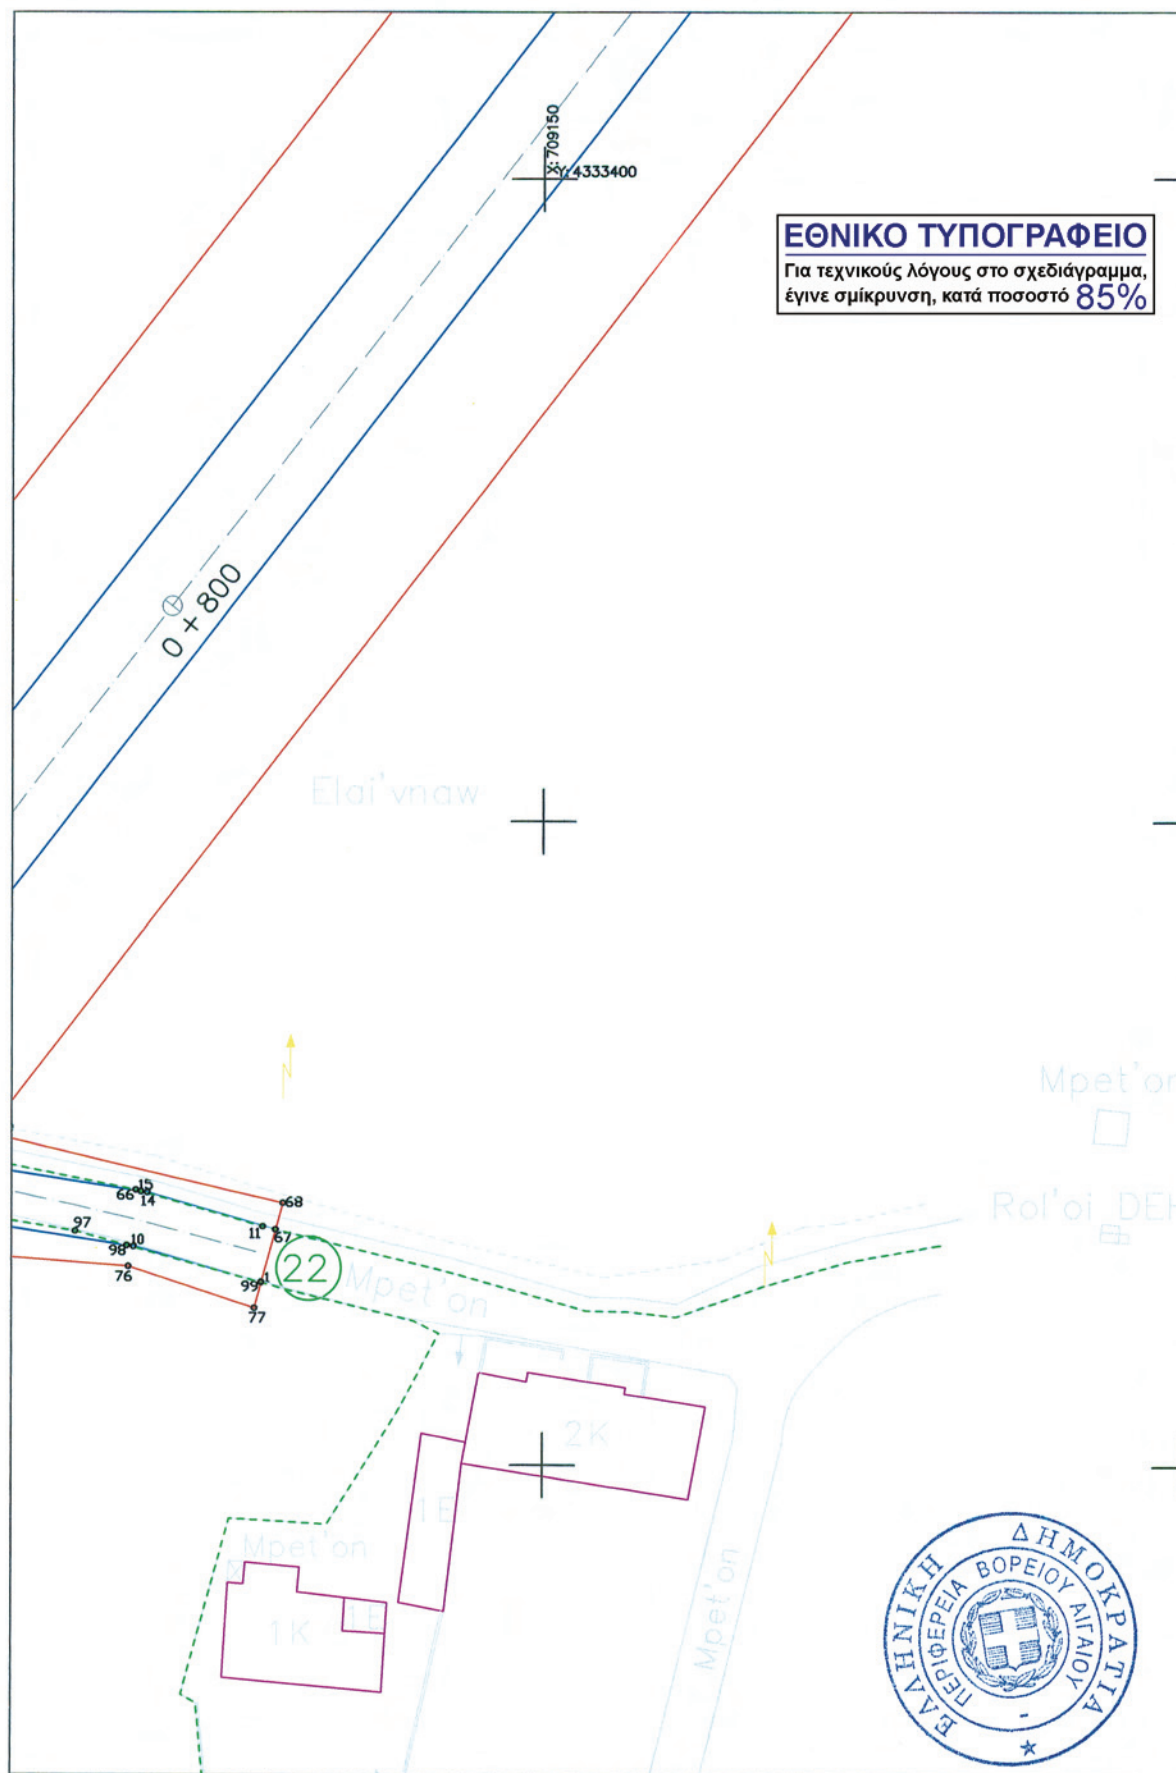 X: 709150
Y: 4333400
ΕΘΝΙΚΟ ΤΥΠΟΓΡΑΦΕΙΟ
Για τεχνικούς λόγους στο σχεδιάγραμμα,
έγινε σμίκρυνση, κατά ποσοστό 85%
0 + 800
Elai'vnaw
Mpet'on
Rol'oi DEH
15
66
14
68
11
67
97
10
98
76
99
1
77
22
Mpet'on
2K
1E
Mpet'on
1K
1E
Mpet'on
ΕΛΛΗΝΙΚΗ ΔΗΜΟΚΡΑΤΙΑ
ΠΕΡΙΦΕΡΕΙΑ ΒΟΡΕΙΟΥ ΑΙΓΑΙΟΥ